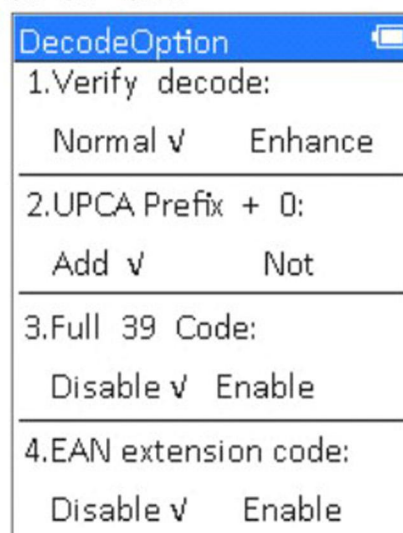 DecodeOption
1.Verify decode:
Normal √ Enhance
2.UPCA Prefix + 0:
Add √ Not
3.Full 39 Code:
Disable √ Enable
4.EAN extension code:
Disable √ Enable